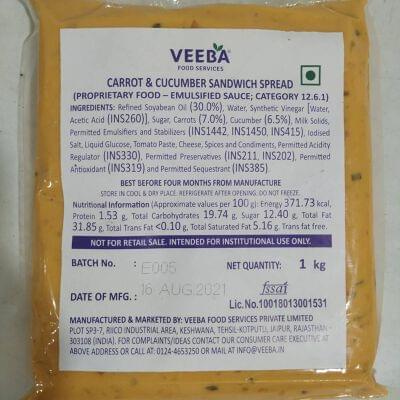 VEEBA
FOOD SERVICES
CARROT & CUCUMBER SANDWICH SPREAD
(PROPRIETARY FOOD – EMULSIFIED SAUCE; CATEGORY 12.6.1)
INGREDIENTS: Refined Soyabean Oil (30.0%), Water, Synthetic Vinegar [Water,
Acetic Acid (INS260)], Sugar, Carrots (7.0%), Cucumber (6.5%), Milk Solids,
Permitted Emulsifiers and Stabilizers (INS1442, INS1450, INS415), Iodised
Salt, Liquid Glucose, Tomato Paste, Cheese, Spices and Condiments, Permitted Acidity
Regulator (INS330), Permitted Preservatives (INS211, INS202), Permitted
Antioxidant (INS319) and Permitted Sequestrant (INS385).
BEST BEFORE FOUR MONTHS FROM MANUFACTURE
STORE IN COOL & DRY PLACE. REFRIGERATE AFTER OPENING. DO NOT FREEZE.
Nutritional Information (Approximate values per 100 g): Energy 371.73 kcal,
Protein 1.53 g, Total Carbohydrates 19.74 g, Sugar 12.40 g, Total Fat
31.85 g, Total Trans Fat <0.10 g, Total Saturated Fat 5.16 g. Trans fat free.
NOT FOR RETAIL SALE. INTENDED FOR INSTITUTIONAL USE ONLY.
BATCH No. : E005 NET QUANTITY: 1 kg
DATE OF MFG. : 16 AUG.2021 fssai
Lic.No.10018013001531
MANUFACTURED & MARKETED BY: VEEBA FOOD SERVICES PRIVATE LIMITED
PLOT SP3-7, RIICO INDUSTRIAL AREA, KESHWANA, TEHSIL-KOTPUTLI, JAIPUR, RAJASTHAN -
303108 (INDIA). FOR COMPLAINTS/IDEAS CONTACT OUR CONSUMER CARE EXECUTIVE AT
ABOVE ADDRESS OR CALL AT: 0124-4653250 OR MAIL AT INFO@VEEBA.IN